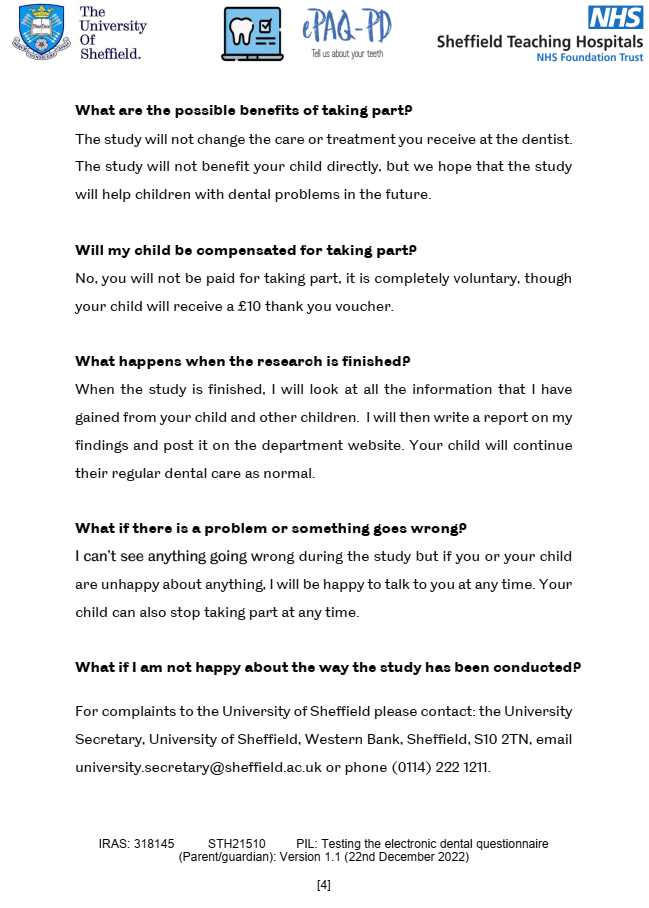 The
University
Of
Sheffield.
ePAQ-PD
Tell us about your teeth
NHS
Sheffield Teaching Hospitals
NHS Foundation Trust
What are the possible benefits of taking part?
The study will not change the care or treatment you receive at the dentist.
The study will not benefit your child directly, but we hope that the study
will help children with dental problems in the future.
Will my child be compensated for taking part?
No, you will not be paid for taking part, it is completely voluntary, though
your child will receive a £10 thank you voucher.
What happens when the research is finished?
When the study is finished, I will look at all the information that I have
gained from your child and other children.  I will then write a report on my
findings and post it on the department website. Your child will continue
their regular dental care as normal.
What if there is a problem or something goes wrong?
I can't see anything going wrong during the study but if you or your child
are unhappy about anything, I will be happy to talk to you at any time. Your
child can also stop taking part at any time.
What if I am not happy about the way the study has been conducted?
For complaints to the University of Sheffield please contact: the University
Secretary, University of Sheffield, Western Bank, Sheffield, S10 2TN, email
university.secretary@sheffield.ac.uk or phone (0114) 222 1211.
IRAS: 318145 STH21510 PIL: Testing the electronic dental questionnaire
(Parent/guardian): Version 1.1 (22nd December 2022)
[4]